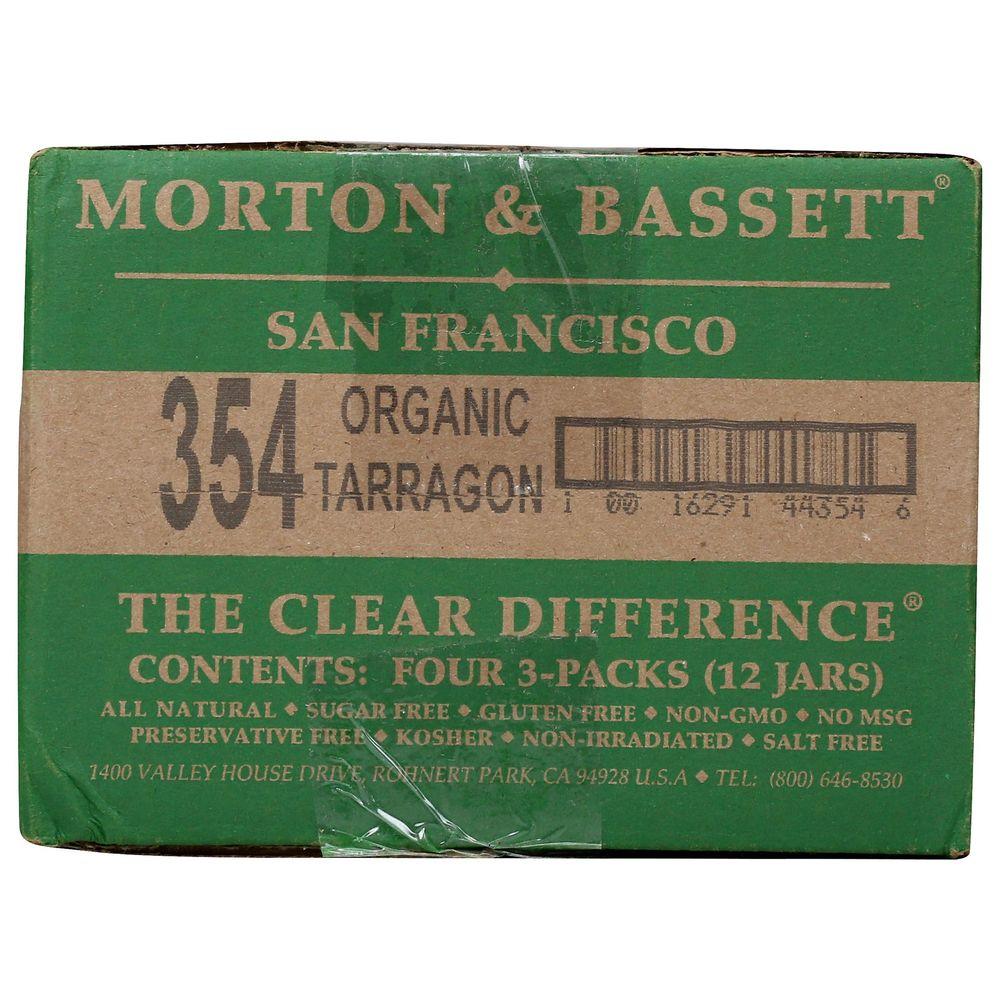 MORTON & BASSETT®
SAN FRANCISCO
354 ORGANIC
TARRAGON
1 00 16291 44354 6
THE CLEAR DIFFERENCE®
CONTENTS: FOUR 3-PACKS (12 JARS)
ALL NATURAL ◆ SUGAR FREE ◆ GLUTEN FREE ◆ NON-GMO ◆ NO MSG
PRESERVATIVE FREE ◆ KOSHER ◆ NON-IRRADIATED ◆ SALT FREE
1400 VALLEY HOUSE DRIVE, ROHNERT PARK, CA 94928 U.S.A ◆ TEL: (800) 646-8530